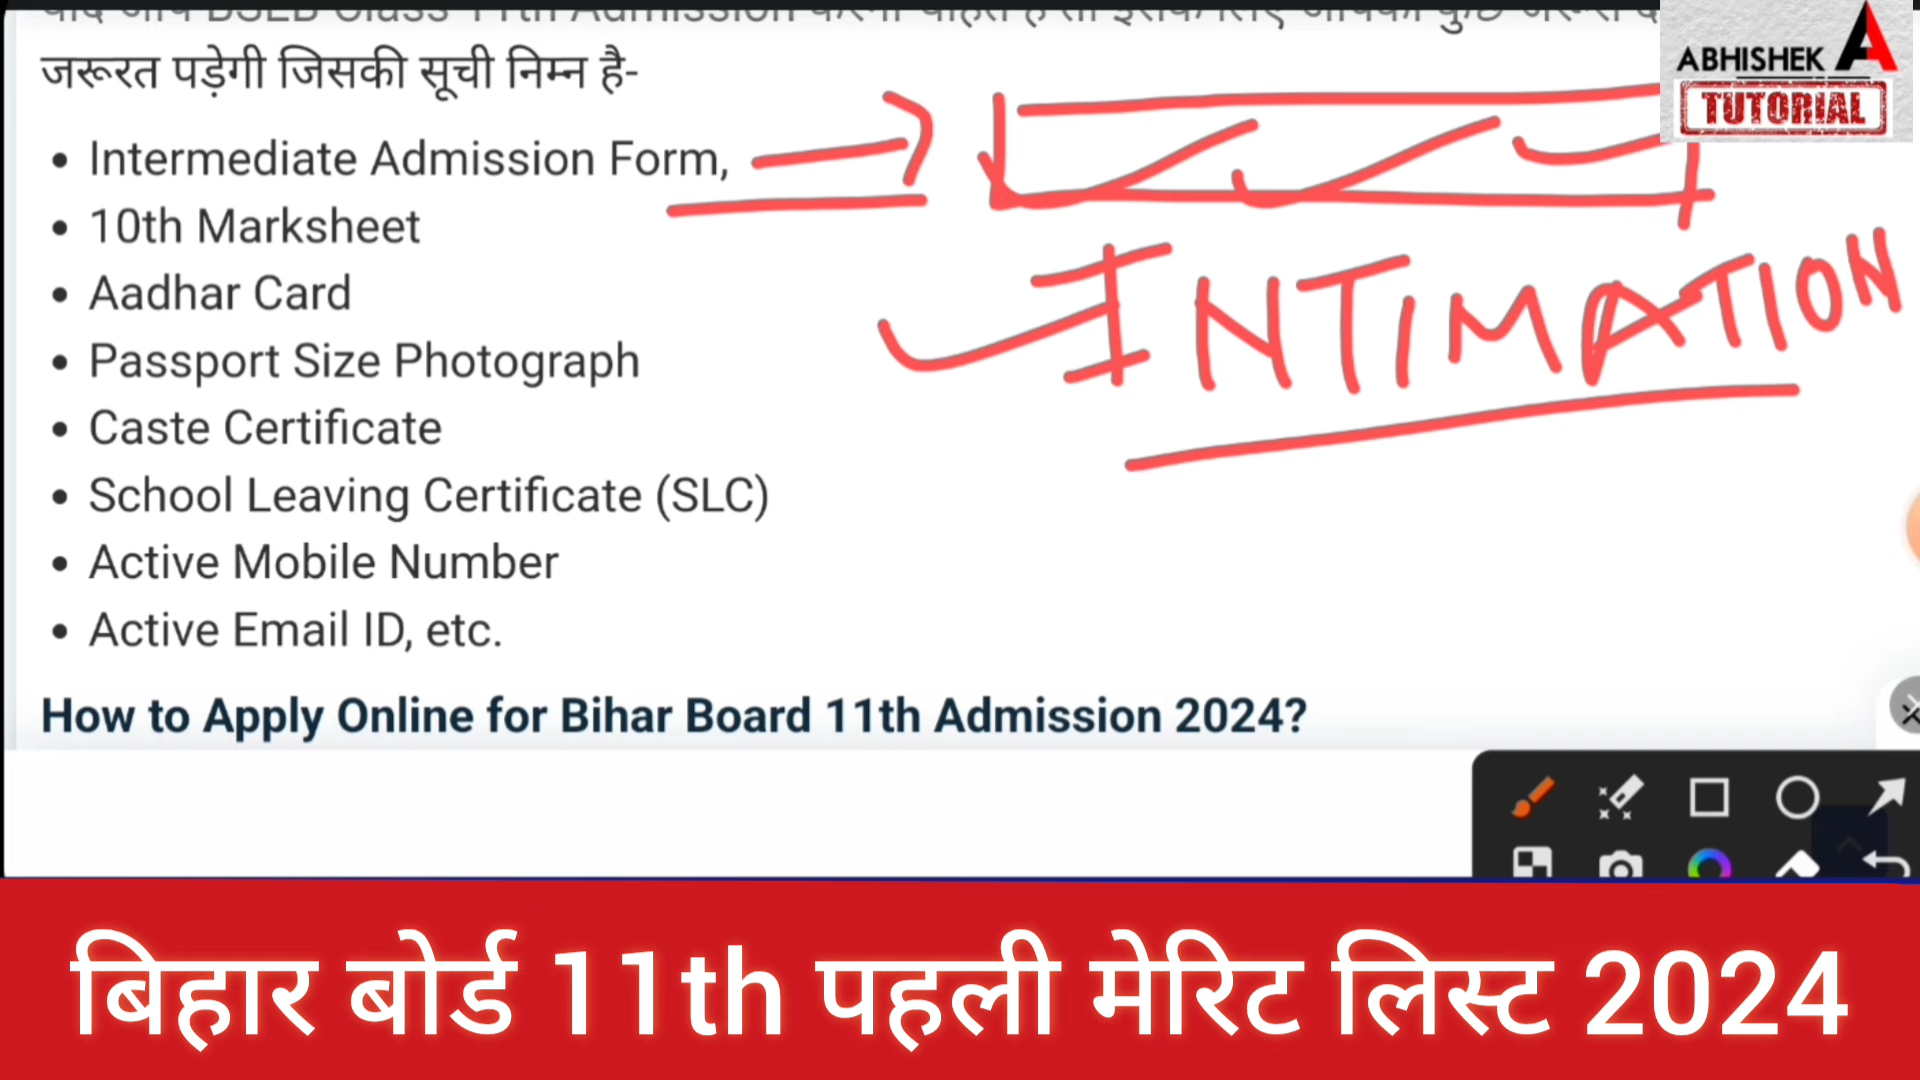 जरूरत पड़ेगी जिसकी सूची निम्न है-
ABHISHEK
TUTORIAL
• Intermediate Admission Form,
• 10th Marksheet
• Aadhar Card
• Passport Size Photograph
• Caste Certificate
• School Leaving Certificate (SLC)
• Active Mobile Number
• Active Email ID, etc.
INTIMATION
How to Apply Online for Bihar Board 11th Admission 2024?
बिहार बोर्ड 11th पहली मेरिट लिस्ट 2024